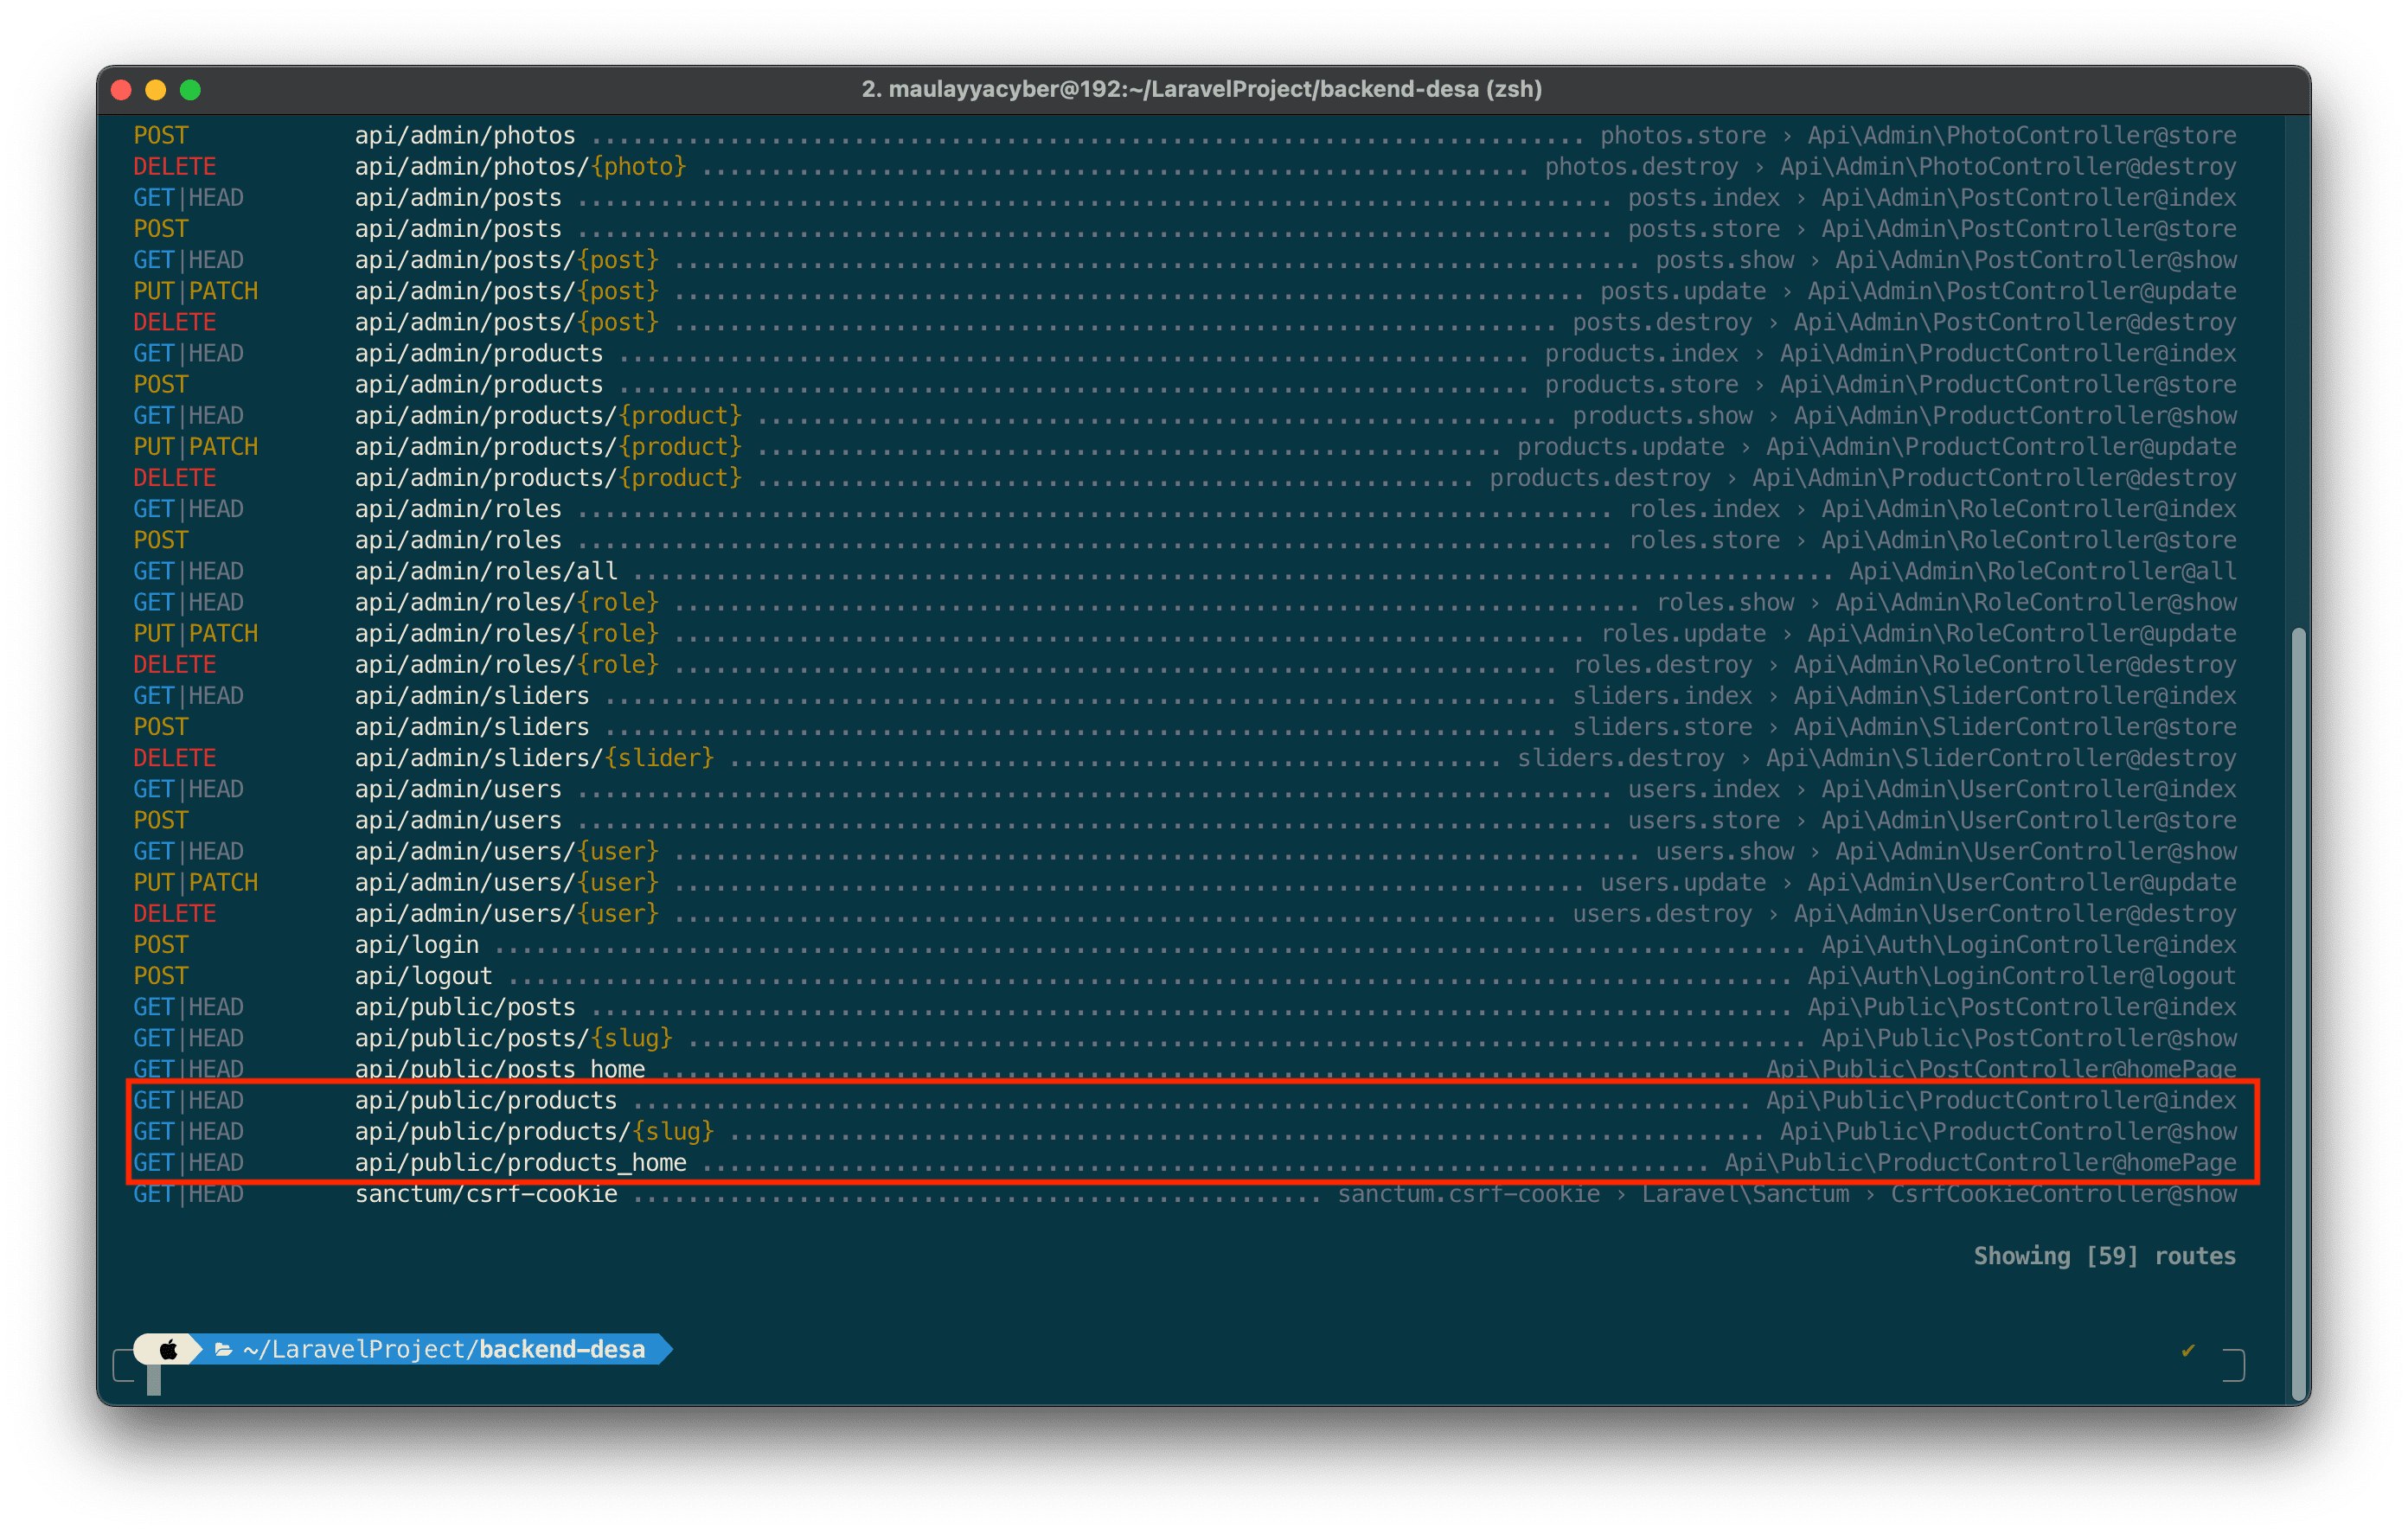 2. maulayyacyber@192:~/LaravelProject/backend-desa (zsh)
POST api/admin/photos ........................................................................ photos.store › Api\Admin\PhotoController@store
DELETE api/admin/photos/{photo} ............................................................ photos.destroy › Api\Admin\PhotoController@destroy
GET|HEAD api/admin/posts ........................................................................... posts.index › Api\Admin\PostController@index
POST api/admin/posts ........................................................................... posts.store › Api\Admin\PostController@store
GET|HEAD api/admin/posts/{post} ...................................................................... posts.show › Api\Admin\PostController@show
PUT|PATCH api/admin/posts/{post} .................................................................. posts.update › Api\Admin\PostController@update
DELETE api/admin/posts/{post} ................................................................ posts.destroy › Api\Admin\PostController@destroy
GET|HEAD api/admin/products .................................................................. products.index › Api\Admin\ProductController@index
POST api/admin/products .................................................................. products.store › Api\Admin\ProductController@store
GET|HEAD api/admin/products/{product} .......................................................... products.show › Api\Admin\ProductController@show
PUT|PATCH api/admin/products/{product} ...................................................... products.update › Api\Admin\ProductController@update
DELETE api/admin/products/{product} .................................................... products.destroy › Api\Admin\ProductController@destroy
GET|HEAD api/admin/roles ........................................................................... roles.index › Api\Admin\RoleController@index
POST api/admin/roles ........................................................................... roles.store › Api\Admin\RoleController@store
GET|HEAD api/admin/roles/all ....................................................................................... Api\Admin\RoleController@all
GET|HEAD api/admin/roles/{role} ...................................................................... roles.show › Api\Admin\RoleController@show
PUT|PATCH api/admin/roles/{role} .................................................................. roles.update › Api\Admin\RoleController@update
DELETE api/admin/roles/{role} ................................................................ roles.destroy › Api\Admin\RoleController@destroy
GET|HEAD api/admin/sliders ..................................................................... sliders.index › Api\Admin\SliderController@index
POST api/admin/sliders ..................................................................... sliders.store › Api\Admin\SliderController@store
DELETE api/admin/sliders/{slider} ........................................................ sliders.destroy › Api\Admin\SliderController@destroy
GET|HEAD api/admin/users ........................................................................... users.index › Api\Admin\UserController@index
POST api/admin/users ........................................................................... users.store › Api\Admin\UserController@store
GET|HEAD api/admin/users/{user} ...................................................................... users.show › Api\Admin\UserController@show
PUT|PATCH api/admin/users/{user} .................................................................. users.update › Api\Admin\UserController@update
DELETE api/admin/users/{user} ................................................................ users.destroy › Api\Admin\UserController@destroy
POST api/login ............................................................................................... Api\Auth\LoginController@index
POST api/logout ............................................................................................. Api\Auth\LoginController@logout
GET|HEAD api/public/posts ....................................................................................... Api\Public\PostController@index
GET|HEAD api/public/posts/{slug} ................................................................................. Api\Public\PostController@show
GET|HEAD api/public/posts_home ............................................................................... Api\Public\PostController@homePage
GET|HEAD api/public/products ................................................................................. Api\Public\ProductController@index
GET|HEAD api/public/products/{slug} ........................................................................... Api\Public\ProductController@show
GET|HEAD api/public/products_home ......................................................................... Api\Public\ProductController@homePage
GET|HEAD sanctum/csrf-cookie .................................................. sanctum.csrf-cookie › Laravel\Sanctum › CsrfCookieController@show
Showing [59] routes
~/LaravelProject/backend-desa ✔